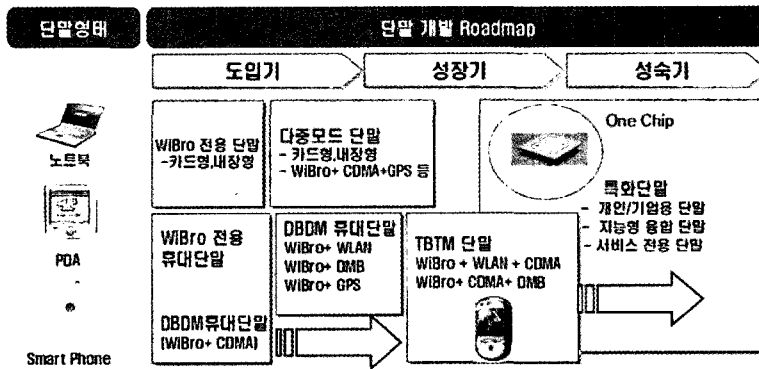 단말형태
단말 개발 Roadmap
도입기
성장기
성숙기
노트북
PDA
Smart Phone
WiBro 전용 단말
-카드형,내장형
다중모드 단말
- 카드형,내장형
- WiBro+ CDMA+GPS 등
One Chip
특화단말
- 개인/기업용 단말
- 지능형 융합 단말
- 서비스 전용 단말
WiBro 전용
휴대단말
DBDM휴대단말
(WiBro+ CDMA)
DBDM 휴대단말
WiBro+ WLAN
WiBro+ DMB
WiBro+ GPS
TBTM 단말
WiBro + WLAN + CDMA
WiBro+ CDMA+ DMB